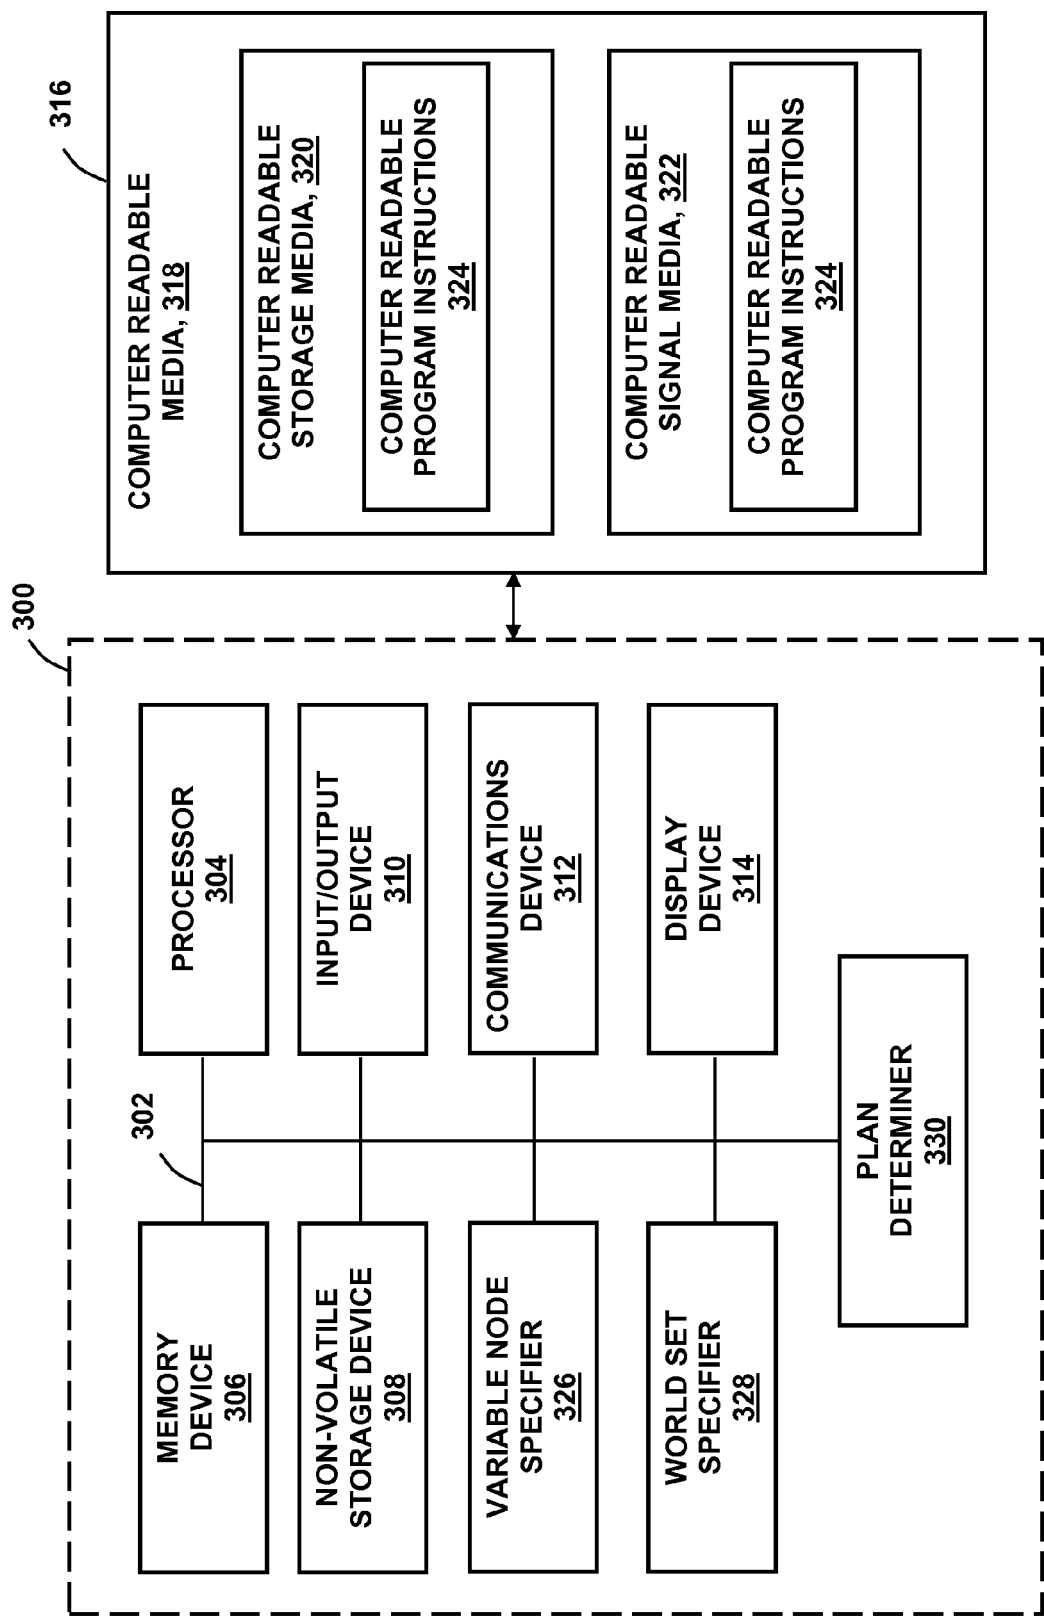 300
302
MEMORY
DEVICE
306
PROCESSOR
304
NON-VOLATILE
STORAGE DEVICE
308
INPUT/OUTPUT
DEVICE
310
VARIABLE NODE
SPECIFIER
326
COMMUNICATIONS
DEVICE
312
WORLD SET
SPECIFIER
328
DISPLAY
DEVICE
314
PLAN
DETERMINER
330
316
COMPUTER READABLE
MEDIA, 318
COMPUTER READABLE
STORAGE MEDIA, 320
COMPUTER READABLE
PROGRAM INSTRUCTIONS
324
COMPUTER READABLE
SIGNAL MEDIA, 322
COMPUTER READABLE
PROGRAM INSTRUCTIONS
324